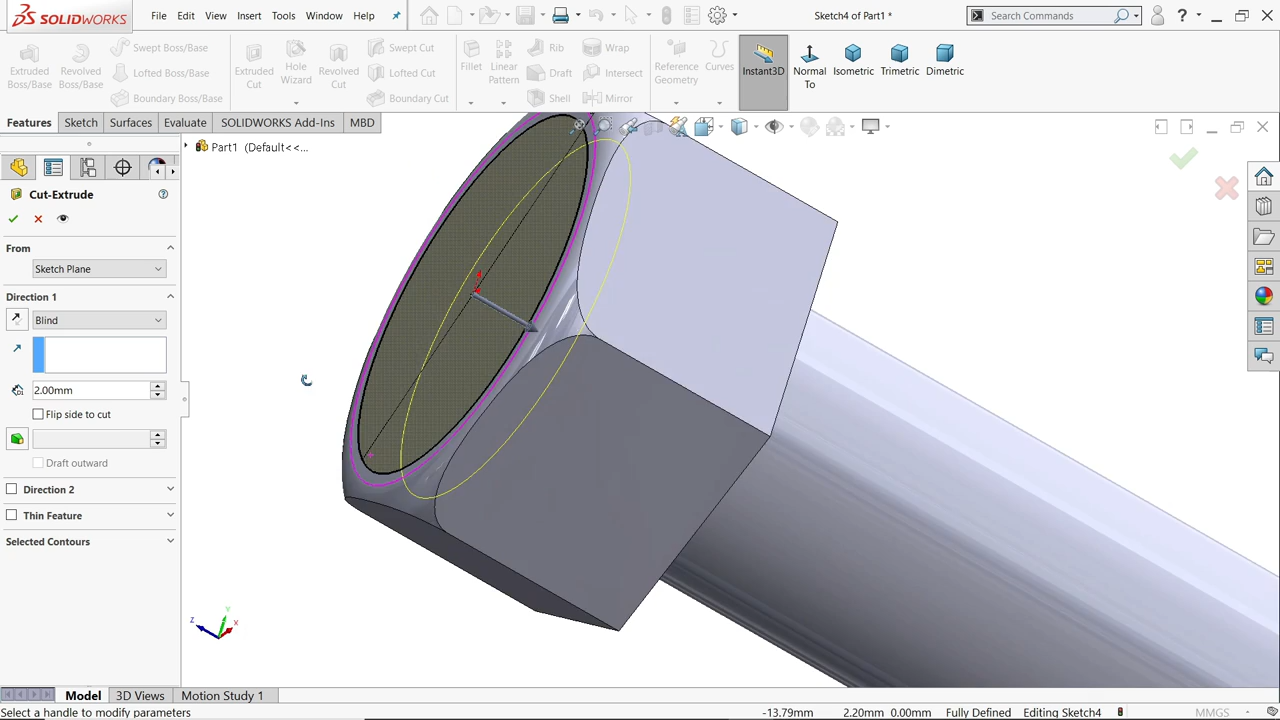 SOLIDWORKS
File
Edit
View
Insert
Tools
Window
Help
Sketch4 of Part1 *
Search Commands
?
Extruded
Boss/Base
Revolved
Boss/Base
Swept Boss/Base
Lofted Boss/Base
Boundary Boss/Base
Extruded
Cut
Hole
Wizard
Revolved
Cut
Swept Cut
Lofted Cut
Boundary Cut
Fillet
Linear
Pattern
Rib
Draft
Shell
Wrap
Intersect
Mirror
Reference
Geometry
Curves
Instant3D
Normal
To
Isometric
Trimetric
Dimetric
Features
Sketch
Surfaces
Evaluate
SOLIDWORKS Add-Ins
MBD
Part1 (Default<<...
Cut-Extrude
From
Sketch Plane
Direction 1
Blind
2.00mm
Flip side to cut
Draft outward
Direction 2
Thin Feature
Selected Contours
Y
Z
X
Model
3D Views
Motion Study 1
Select a handle to modify parameters
-13.79mm
2.20mm 0.00mm
Fully Defined
Editing Sketch4
MMGS